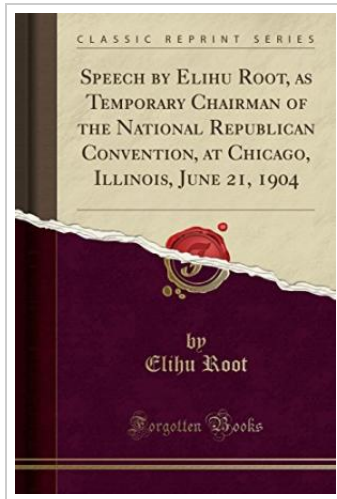 CLASSIC REPRINT SERIES
SPEECH BY ELIHU ROOT, AS
TEMPORARY CHAIRMAN OF
THE NATIONAL REPUBLICAN
CONVENTION, AT CHICAGO,
ILLINOIS, JUNE 21, 1904
by
Elihu Root
Forgotten Books